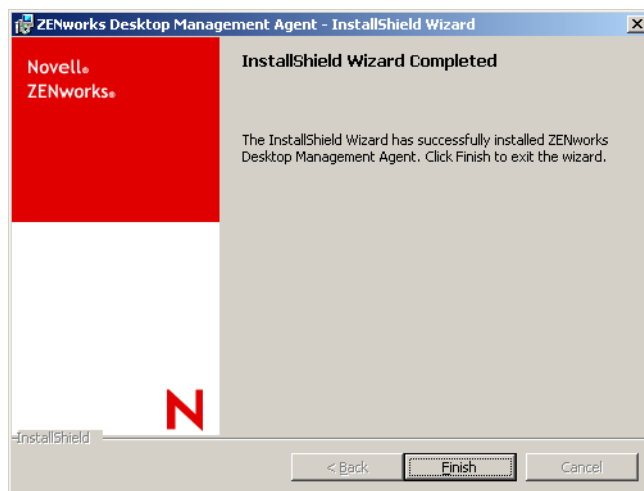 ZENworks Desktop Management Agent - InstallShield Wizard
Novell®
ZENworks®
InstallShield Wizard Completed
The InstallShield Wizard has successfully installed ZENworks
Desktop Management Agent. Click Finish to exit the wizard.
N
InstallShield
< Back
Finish
Cancel